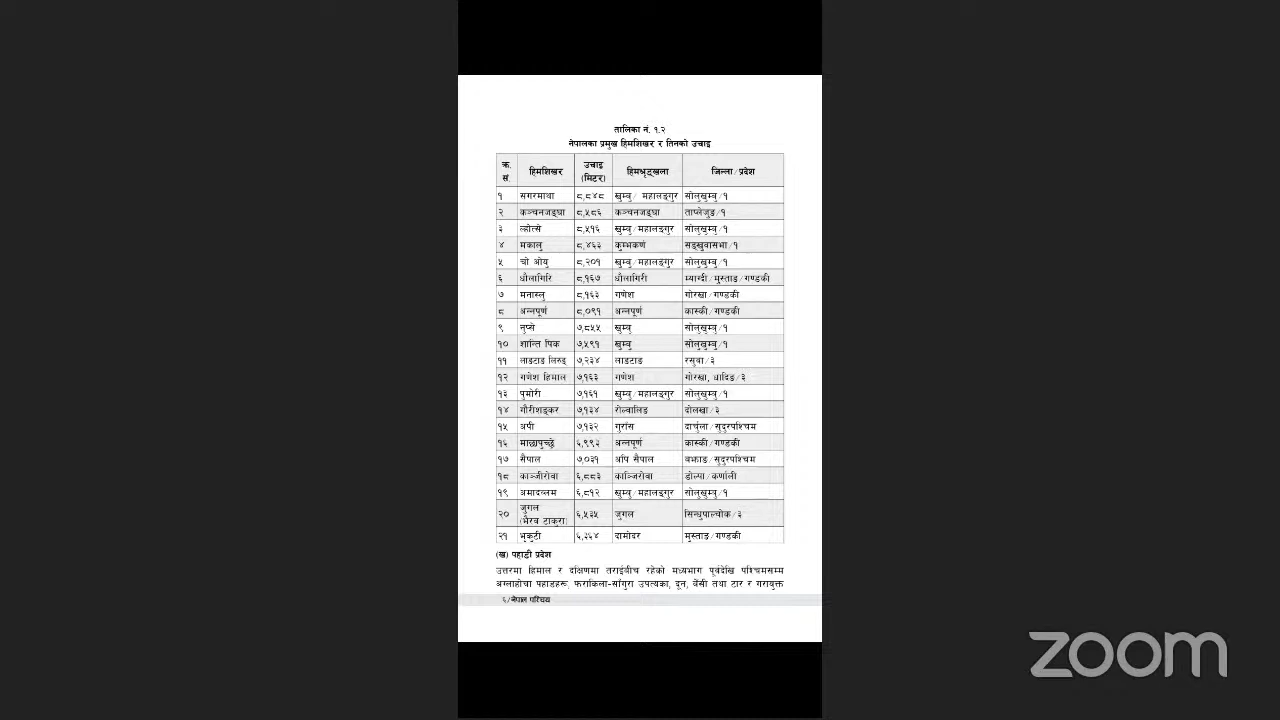 तालिका नं. १.२
नेपालका प्रमुख हिमशिखर र तिनको उचाइ
क्र. सं. हिमशिखर उचाइ (मिटर) हिमशृङ्खला जिल्ला/प्रदेश
१ सगरमाथा ८,८४८ खुम्बु/ महालङ्गुर सोलुखुम्बु/१
२ कञ्चनजङ्घा ८,५८६ कञ्चनजङ्घा ताप्लेजुङ/१
३ ल्होत्से ८,५१६ खुम्बु/महालङ्गुर सोलुखुम्बु/१
४ मकालु ८,४६३ कुम्भकर्ण सङ्खुवासभा/१
५ चो ओयु ८,२०१ खुम्बु/महालङ्गुर सोलुखुम्बु/१
६ धौलागिरि ८,१६७ धौलागिरी म्याग्दी/मुस्ताङ/गण्डकी
७ मनास्लु ८,१६३ गणेश गोरखा/गण्डकी
८ अन्नपूर्ण ८,०९१ अन्नपूर्ण कास्की/गण्डकी
९ नुप्से ७,८५५ खुम्बु सोलुखुम्बु/१
१० शान्ति पिक ७,५९१ खुम्बु सोलुखुम्बु/१
११ लाङटाङ लिरुङ ७,२३४ लाङटाङ रसुवा/३
१२ गणेश हिमाल ७,१६३ गणेश गोरखा, धादिङ/३
१३ पुमोरी ७,१६१ खुम्बु/महालङ्गुर सोलुखुम्बु/१
१४ गौरीशङ्कर ७,१३४ रोल्वालिङ दोलखा/३
१५ अपी ७,१३२ गुराँस दार्चुला/सुदुरपश्चिम
१६ माछापुच्छ्रे ६,९९३ अन्नपूर्ण कास्की/गण्डकी
१७ सैपाल ७,०३१ अपि सैपाल बझाङ/सुदुरपश्चिम
१८ काञ्जीरोवा ६,८८३ काञ्जिरोवा डोल्पा/कर्णाली
१९ अमादब्लम ६,८१२ खुम्बु/महालङ्गुर सोलुखुम्बु/१
२० जुगल (भैरव टाकुरा) ६,५३५ जुगल सिन्धुपाल्चोक/३
२१ भृकुटी ६,३६४ दामोदर मुस्ताङ/गण्डकी
(ख) पहाडी प्रदेश
उत्तरमा हिमाल र दक्षिणमा तराईबीच रहेको मध्यभाग पूर्वदेखि पश्चिमसम्म
अग्लाहोचा पहाडहरू, फराकिला-साँगुरा उपत्यका, दून, बेंसी तथा टार र गरायुक्त
६/नेपाल परिचय
zoom